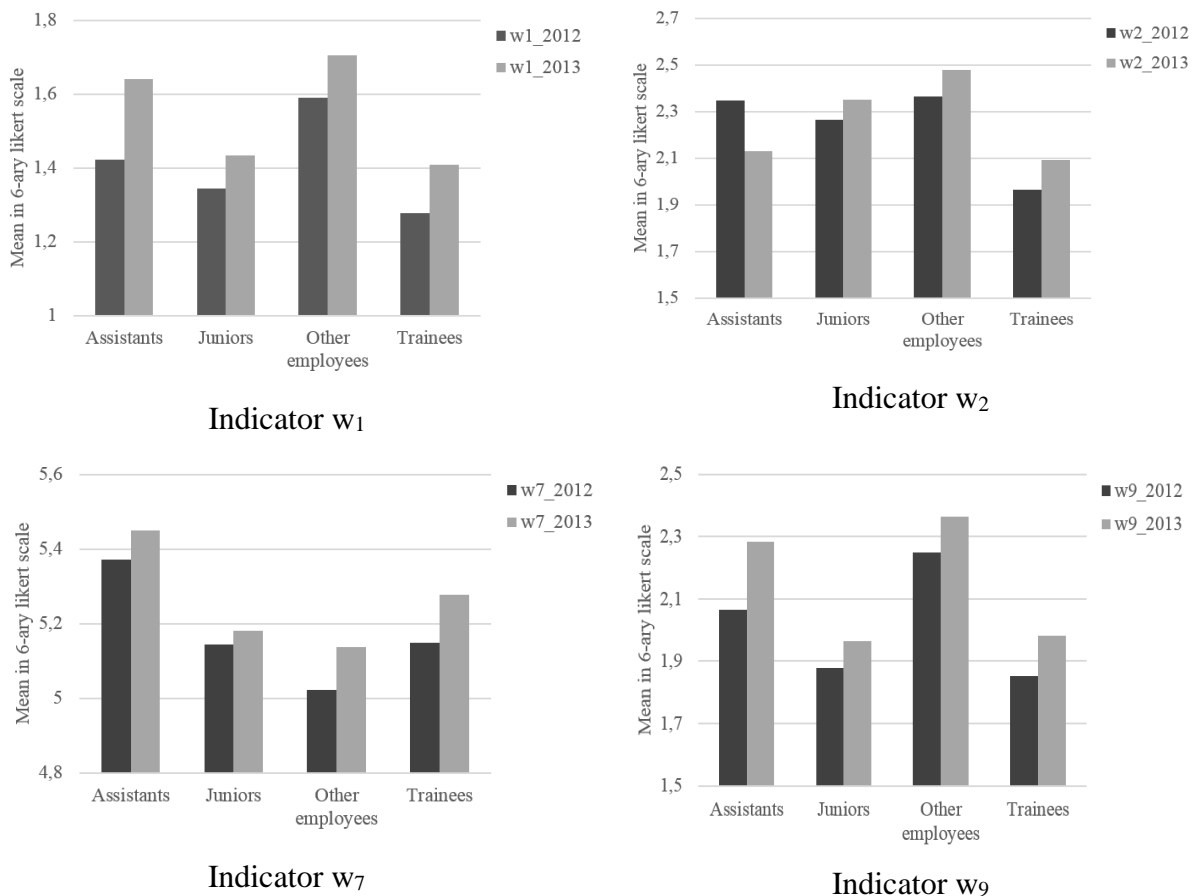 Mean in 6-ary likert scale
1,8
1,6
1,4
1,2
1
Assistants
Juniors
Other
employees
Trainees
w1_2012
w1_2013
Indicator w₁
Mean in 6-ary likert scale
2,7
2,5
2,3
2,1
1,9
1,7
1,5
Assistants
Juniors
Other
employees
Trainees
w2_2012
w2_2013
Indicator w₂
Mean in 6-ary likert scale
5,6
5,4
5,2
5
4,8
Assistants
Juniors
Other
employees
Trainees
w7_2012
w7_2013
Indicator w₇
Mean in 6-ary likert scale
2,5
2,3
2,1
1,9
1,7
1,5
Assistants
Juniors
Other
employees
Trainees
w9_2012
w9_2013
Indicator w₉